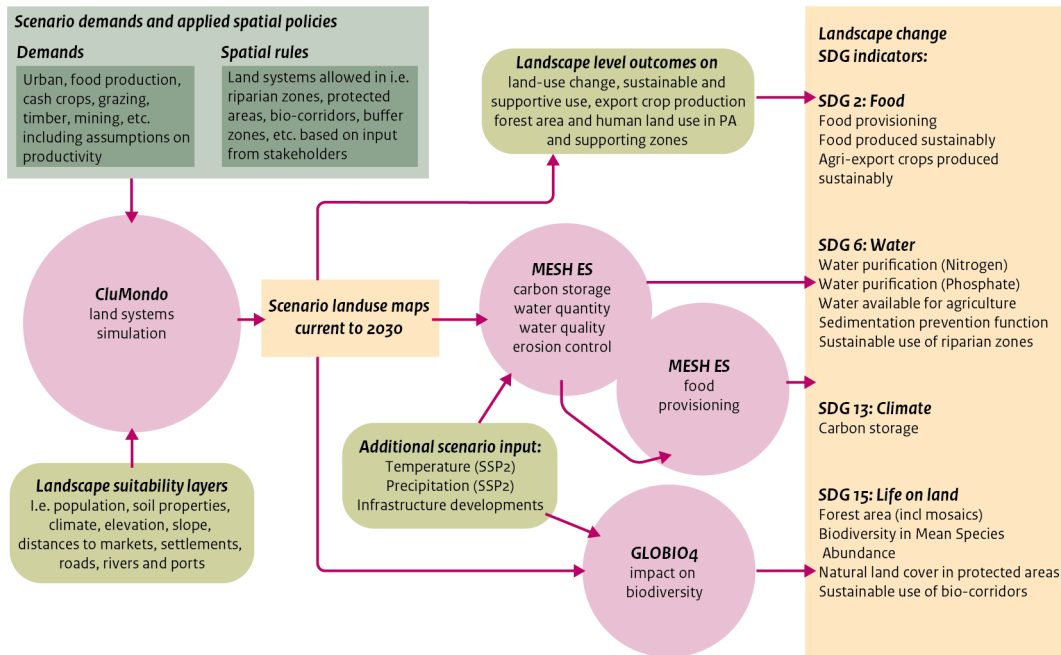 Scenario demands and applied spatial policies
Demands
Urban, food production,
cash crops, grazing,
timber, mining, etc.
including assumptions on
productivity
Spatial rules
Land systems allowed in i.e.
riparian zones, protected
areas, bio-corridors, buffer
zones, etc. based on input
from stakeholders
Landscape level outcomes on
land-use change, sustainable and
supportive use, export crop production
forest area and human land use in PA
and supporting zones
CluMondo
land systems
simulation
Scenario landuse maps
current to 2030
MESH ES
carbon storage
water quantity
water quality
erosion control
MESH ES
food
provisioning
Additional scenario input:
Temperature (SSP2)
Precipitation (SSP2)
Infrastructure developments
Landscape suitability layers
I.e. population, soil properties,
climate, elevation, slope,
distances to markets, settlements,
roads, rivers and ports
GLOBIO4
impact on
biodiversity
Landscape change
SDG indicators:
SDG 2: Food
Food provisioning
Food produced sustainably
Agri-export crops produced
sustainably
SDG 6: Water
Water purification (Nitrogen)
Water purification (Phosphate)
Water available for agriculture
Sedimentation prevention function
Sustainable use of riparian zones
SDG 13: Climate
Carbon storage
SDG 15: Life on land
Forest area (incl mosaics)
Biodiversity in Mean Species
Abundance
Natural land cover in protected areas
Sustainable use of bio-corridors